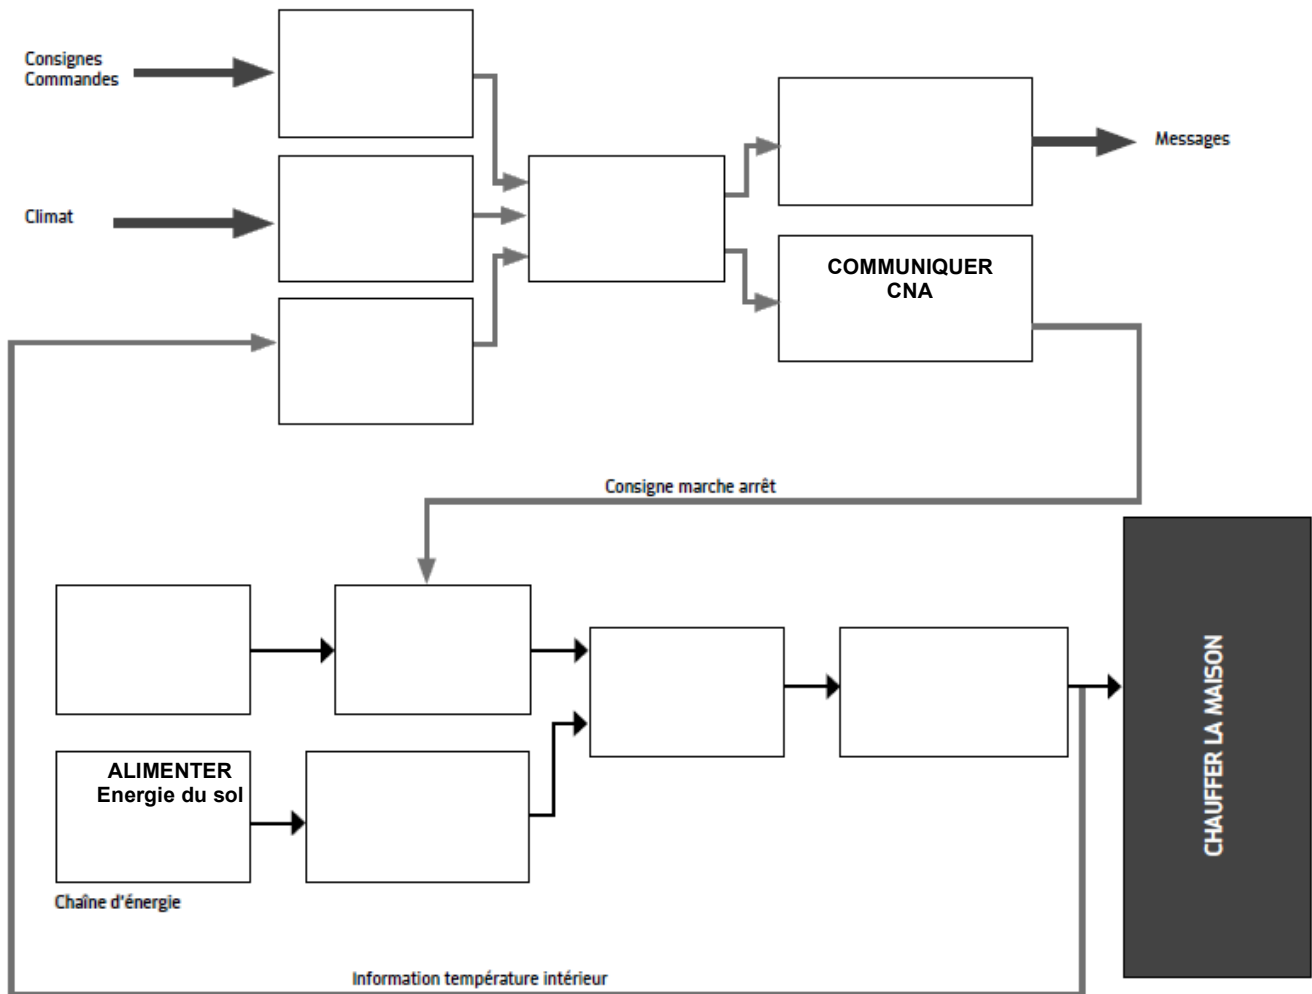 Consignes
Commandes
Messages
Climat
COMMUNIQUER
CNA
Consigne marche arrêt
ALIMENTER
Energie du sol
CHAUFFER LA MAISON
Chaîne d'énergie
Information température intérieur